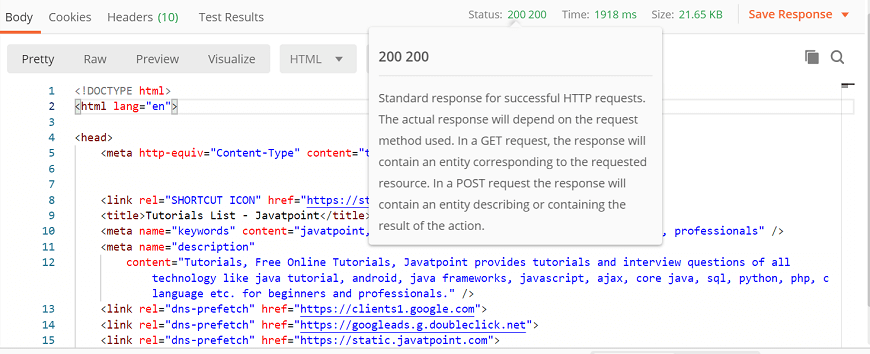 Body Cookies Headers (10) Test Results Status: 200 200 Time: 1918 ms Size: 21.65 KB Save Response
Pretty Raw Preview Visualize HTML
200 200
Standard response for successful HTTP requests.
The actual response will depend on the request
method used. In a GET request, the response will
contain an entity corresponding to the requested
resource. In a POST request the response will
contain an entity describing or containing the
result of the action.
1 <!DOCTYPE html>
2 <html lang="en">
3
4 <head>
5 <meta http-equiv="Content-Type" content="t
6
7
8 <link rel="SHORTCUT ICON" href="https://st
9 <title>Tutorials List - Javatpoint</title>
10 <meta name="keywords" content="javatpoint, , professionals" />
11 <meta name="description"
12 content="Tutorials, Free Online Tutorials, Javatpoint provides tutorials and interview questions of all
technology like java tutorial, android, java frameworks, javascript, ajax, core java, sql, python, php, c
language etc. for beginners and professionals." />
13 <link rel="dns-prefetch" href="https://clients1.google.com">
14 <link rel="dns-prefetch" href="https://googleads.g.doubleclick.net">
15 <link rel="dns-prefetch" href="https://static.javatpoint.com">